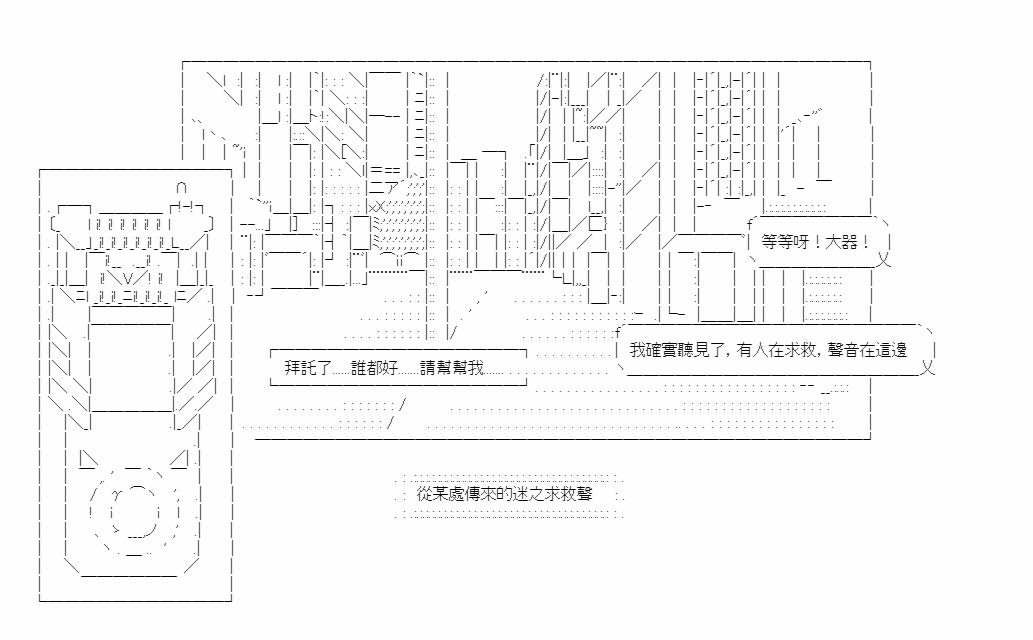 等等呀！大器！
我確實聽見了，有人在求救，聲音在這邊
拜託了......誰都好......請幫幫我......
從某處傳來的迷之求救聲